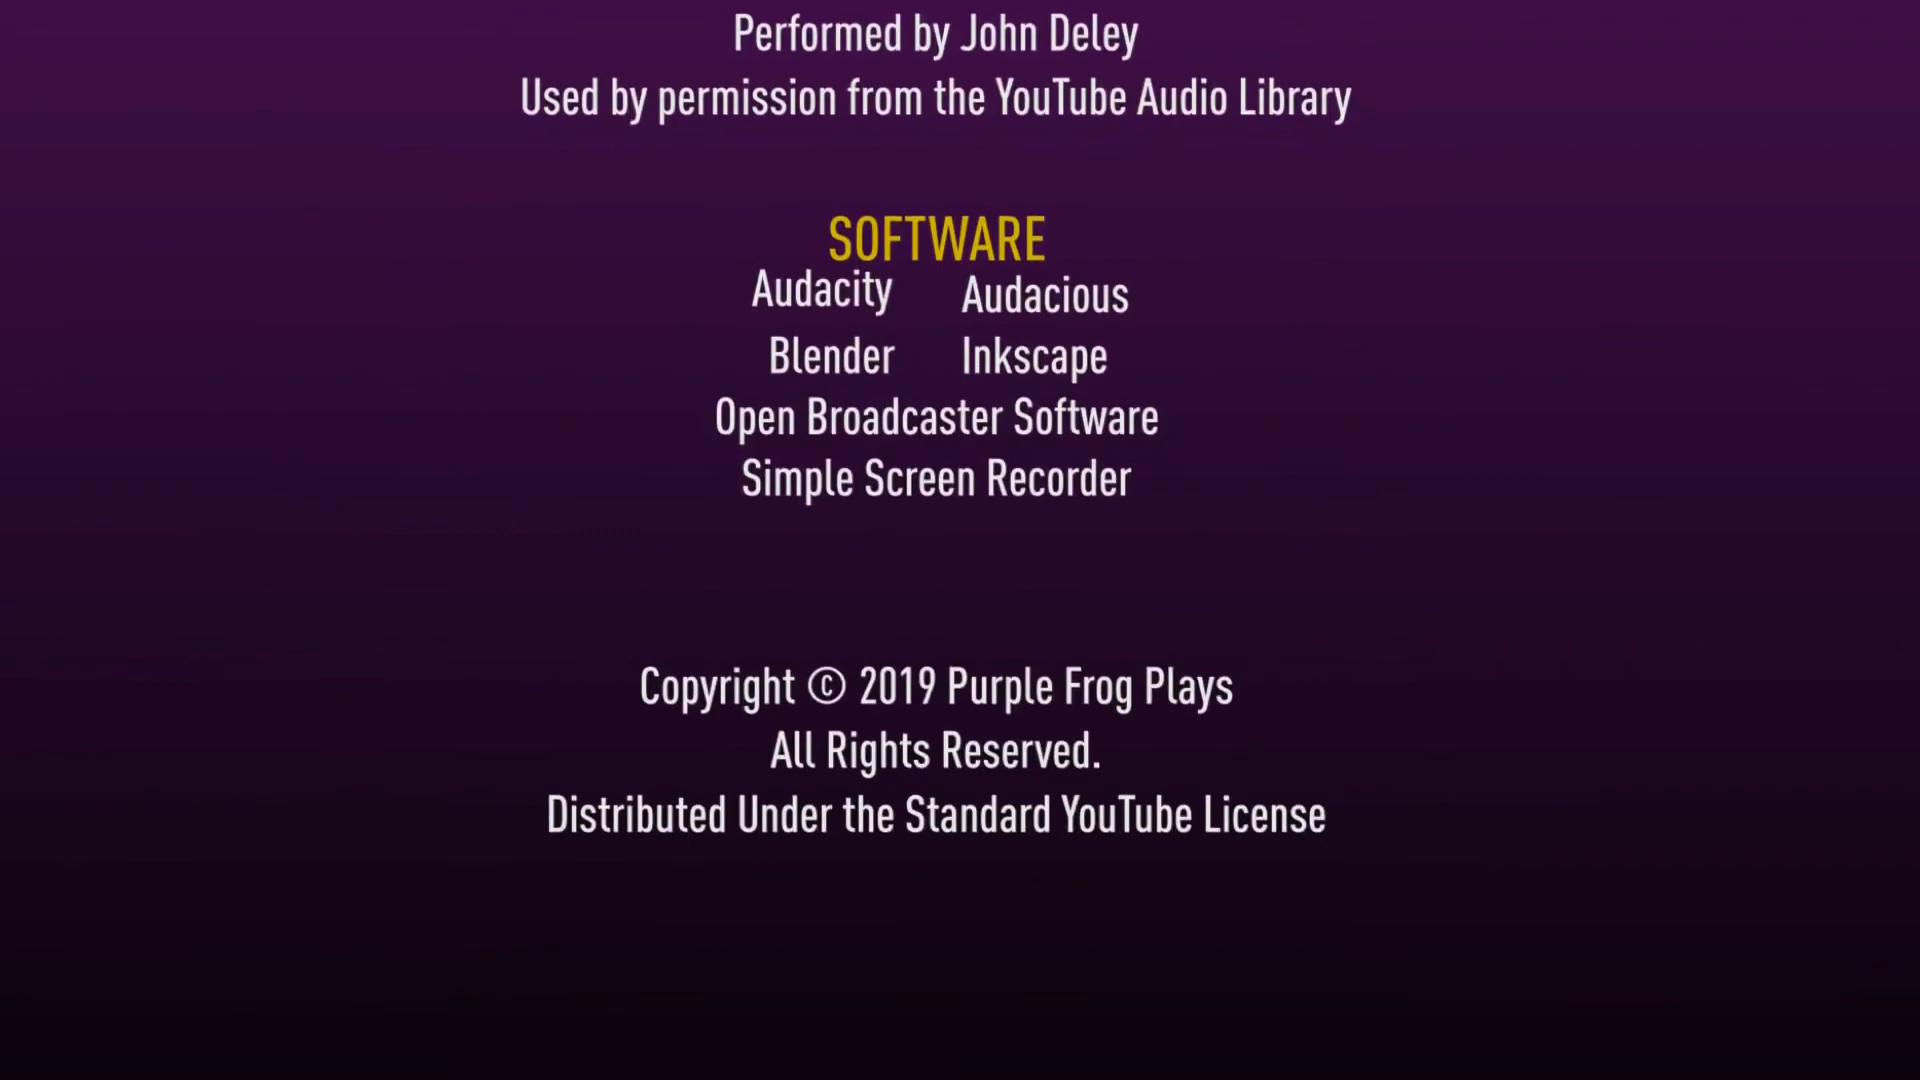 Performed by John Deley
Used by permission from the YouTube Audio Library
SOFTWARE
Audacity Audacious
Blender Inkscape
Open Broadcaster Software
Simple Screen Recorder
Copyright © 2019 Purple Frog Plays
All Rights Reserved.
Distributed Under the Standard YouTube License